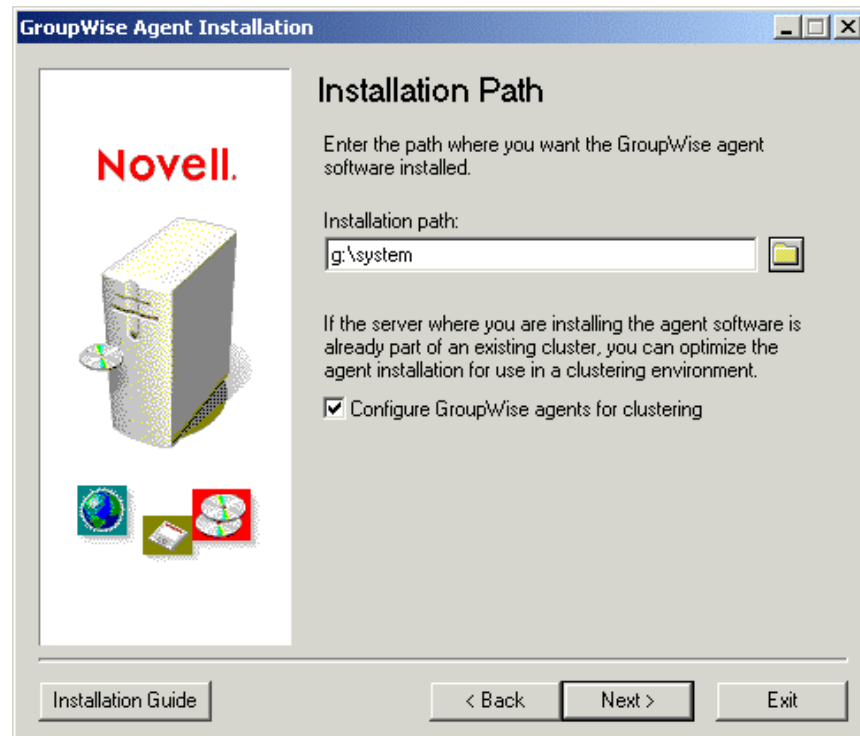 GroupWise Agent Installation
Novell.
Installation Path
Enter the path where you want the GroupWise agent
software installed.
Installation path:
g:\system
If the server where you are installing the agent software is
already part of an existing cluster, you can optimize the
agent installation for use in a clustering environment.
Configure GroupWise agents for clustering
Installation Guide
< Back
Next >
Exit